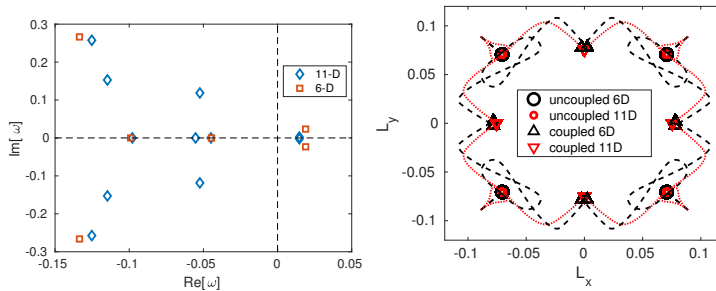 0.3
0.2
0.1
0
-0.1
-0.2
-0.3
Im[ ω]
-0.15
-0.1
-0.05
0
0.05
Re[ ω]
11-D
6-D
0.1
0.05
0
-0.05
-0.1
L_y
-0.1
-0.05
0
0.05
0.1
L_x
uncoupled 6D
uncoupled 11D
coupled 6D
coupled 11D